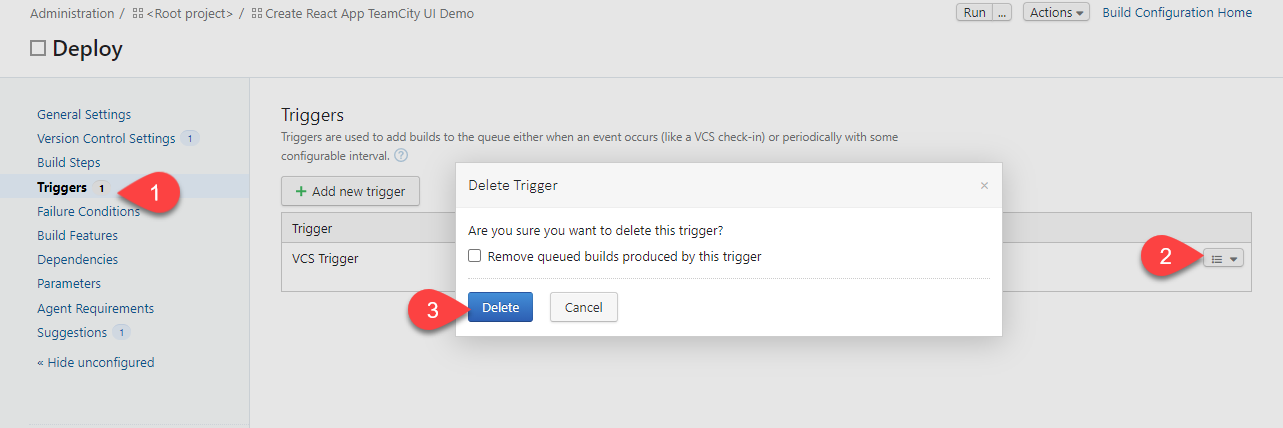 Administration / <Root project> / Create React App TeamCity UI Demo
Run ... Actions Build Configuration Home
Deploy
General Settings
Version Control Settings 1
Build Steps
Triggers 1
1
Failure Conditions
Build Features
Dependencies
Parameters
Agent Requirements
Suggestions 1
« Hide unconfigured
Triggers
Triggers are used to add builds to the queue either when an event occurs (like a VCS check-in) or periodically with some
configurable interval. ?
+ Add new trigger
Trigger
VCS Trigger
2
Delete Trigger ×
Are you sure you want to delete this trigger?
Remove queued builds produced by this trigger
3
Delete Cancel